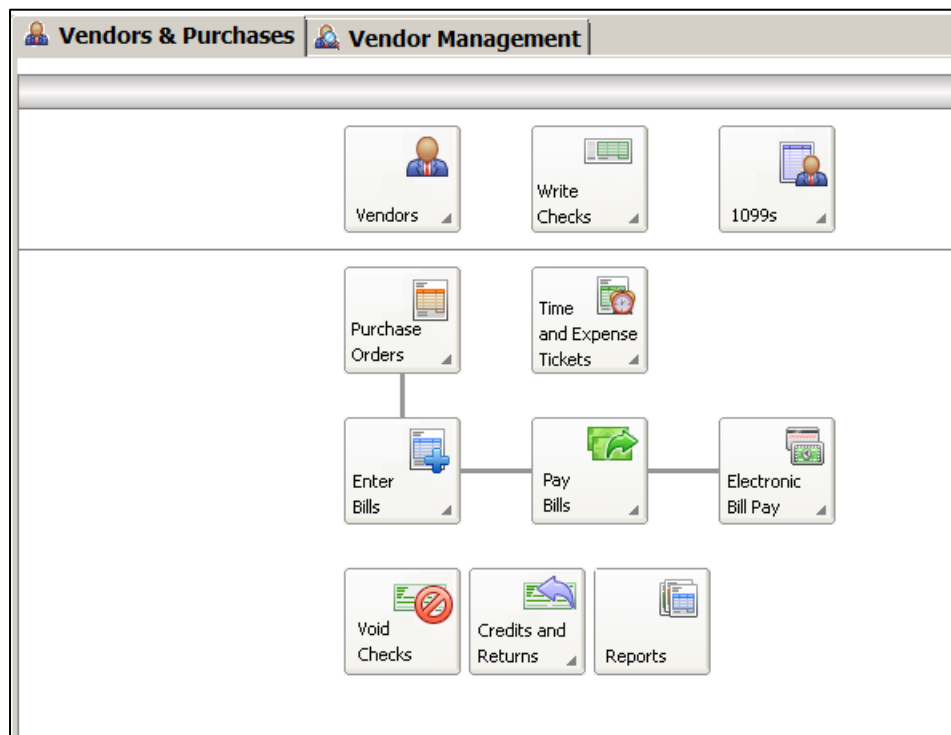 Vendors & Purchases
Vendor Management
Vendors
Write
Checks
1099s
Purchase
Orders
Time
and Expense
Tickets
Enter
Bills
Pay
Bills
Electronic
Bill Pay
Void
Checks
Credits and
Returns
Reports